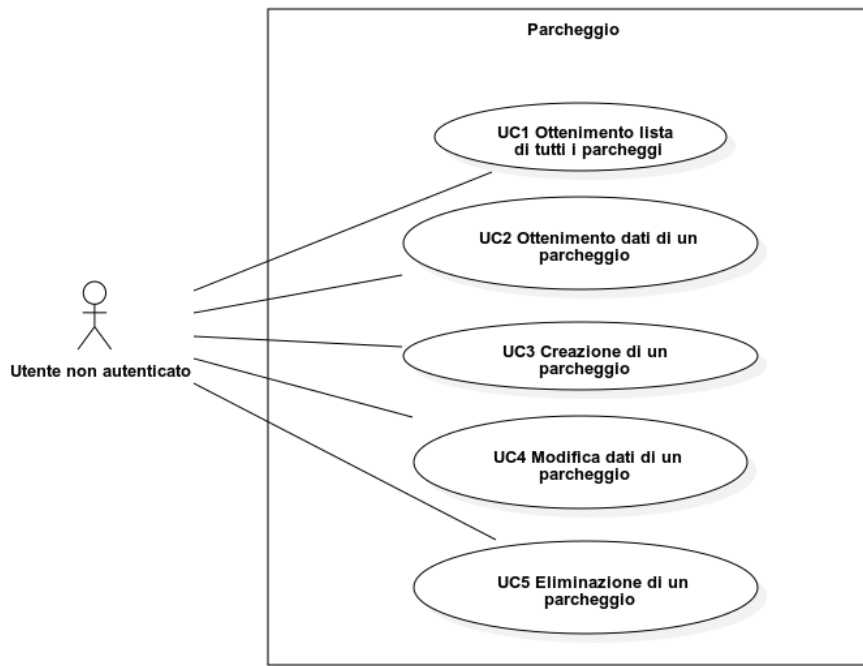 Parcheggio
UC1 Ottenimento lista
di tutti i parcheggi
UC2 Ottenimento dati di un
parcheggio
UC3 Creazione di un
parcheggio
Utente non autenticato
UC4 Modifica dati di un
parcheggio
UC5 Eliminazione di un
parcheggio